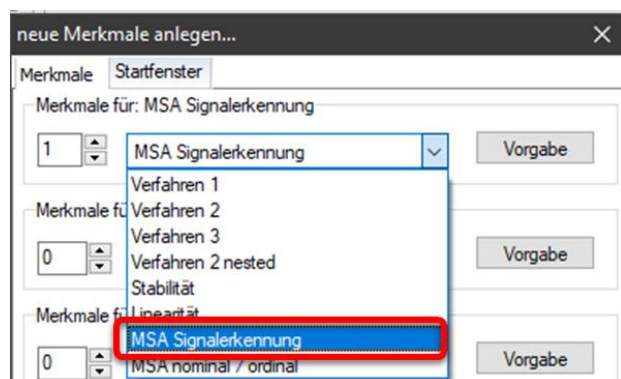 neue Merkmale anlegen...
Merkmale Startfenster
Merkmale für: MSA Signalerkennung
1 MSA Signalerkennung Vorgabe
Verfahren 1
Merkmale fü Verfahren 2
Verfahren 3
0 Verfahren 2 nested Vorgabe
Stabilität
Merkmale fü Linearität
MSA Signalerkennung
0 MSA nominal / ordinal Vorgabe